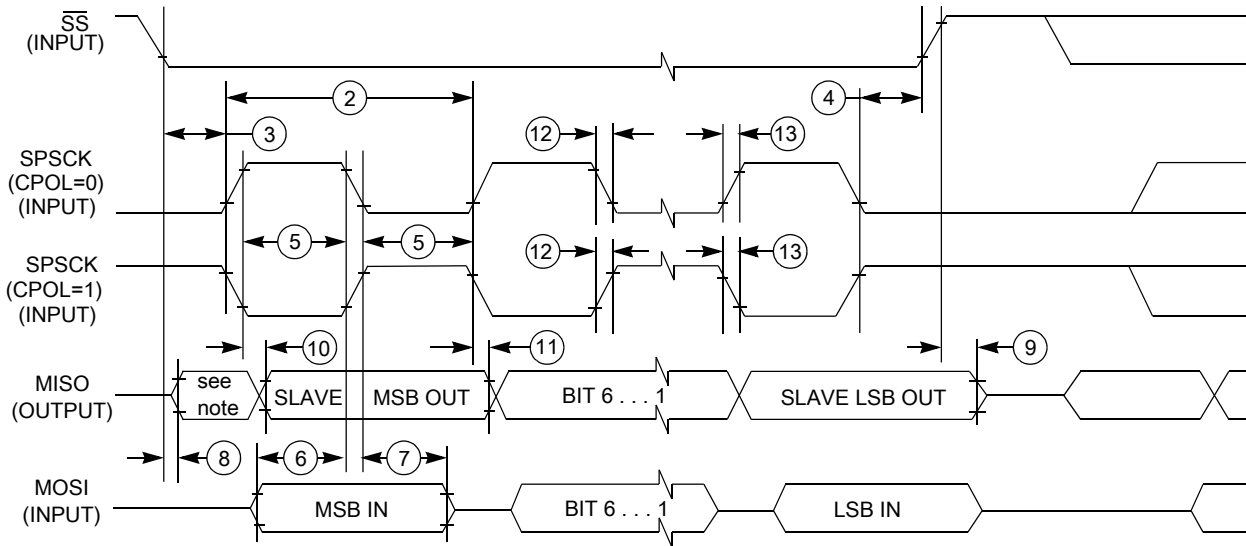 SS
(INPUT)
2
4
3
12
13
SPSCK
(CPOL=0)
(INPUT)
5
5
12
13
SPSCK
(CPOL=1)
(INPUT)
10
11
9
MISO
(OUTPUT)
see
note
SLAVE
MSB OUT
BIT 6 . . . 1
SLAVE LSB OUT
8
6
7
MOSI
(INPUT)
MSB IN
BIT 6 . . . 1
LSB IN